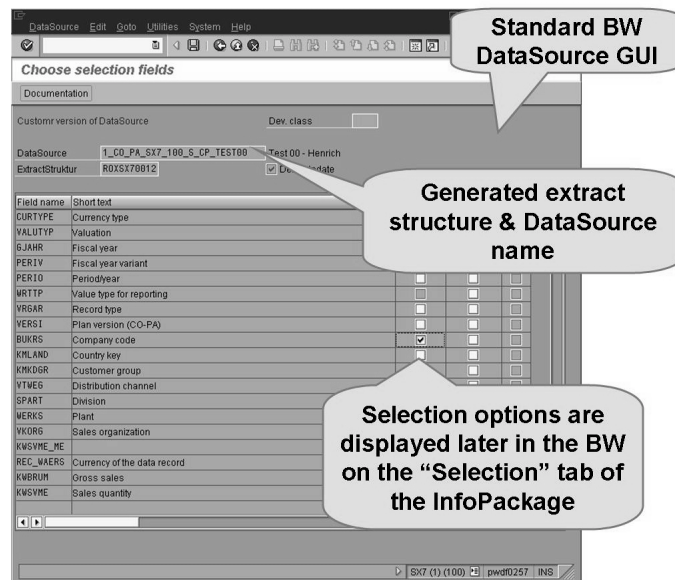 DataSource Edit Goto Utilities System Help
Standard BW
DataSource GUI
Choose selection fields
Documentation
Customr version of DataSource Dev. class
DataSource 1_CO_PA_SX7_100_S_CP_TEST00 Test 00 - Henrich
ExtractStruktur ROXSX70012
Generated extract
structure & DataSource
name
Field name Short text
CURTYPE Currency type
VALUTYP Valuation
GJAHR Fiscal year
PERIV Fiscal year variant
PERIO Period/year
WRTTP Value type for reporting
VRGAR Record type
VERSI Plan version (CO-PA)
BUKRS Company code
KMLAND Country key
KMKDGR Customer group
VTWEG Distribution channel
SPART Division
WERKS Plant
VKORG Sales organization
KWSVME_ME
REC_WAERS Currency of the data record
KWBRUM Gross sales
KWSVME Sales quantity
Selection options are
displayed later in the BW
on the “Selection” tab of
the InfoPackage
SX7 (1) (100) pwdf0257 INS